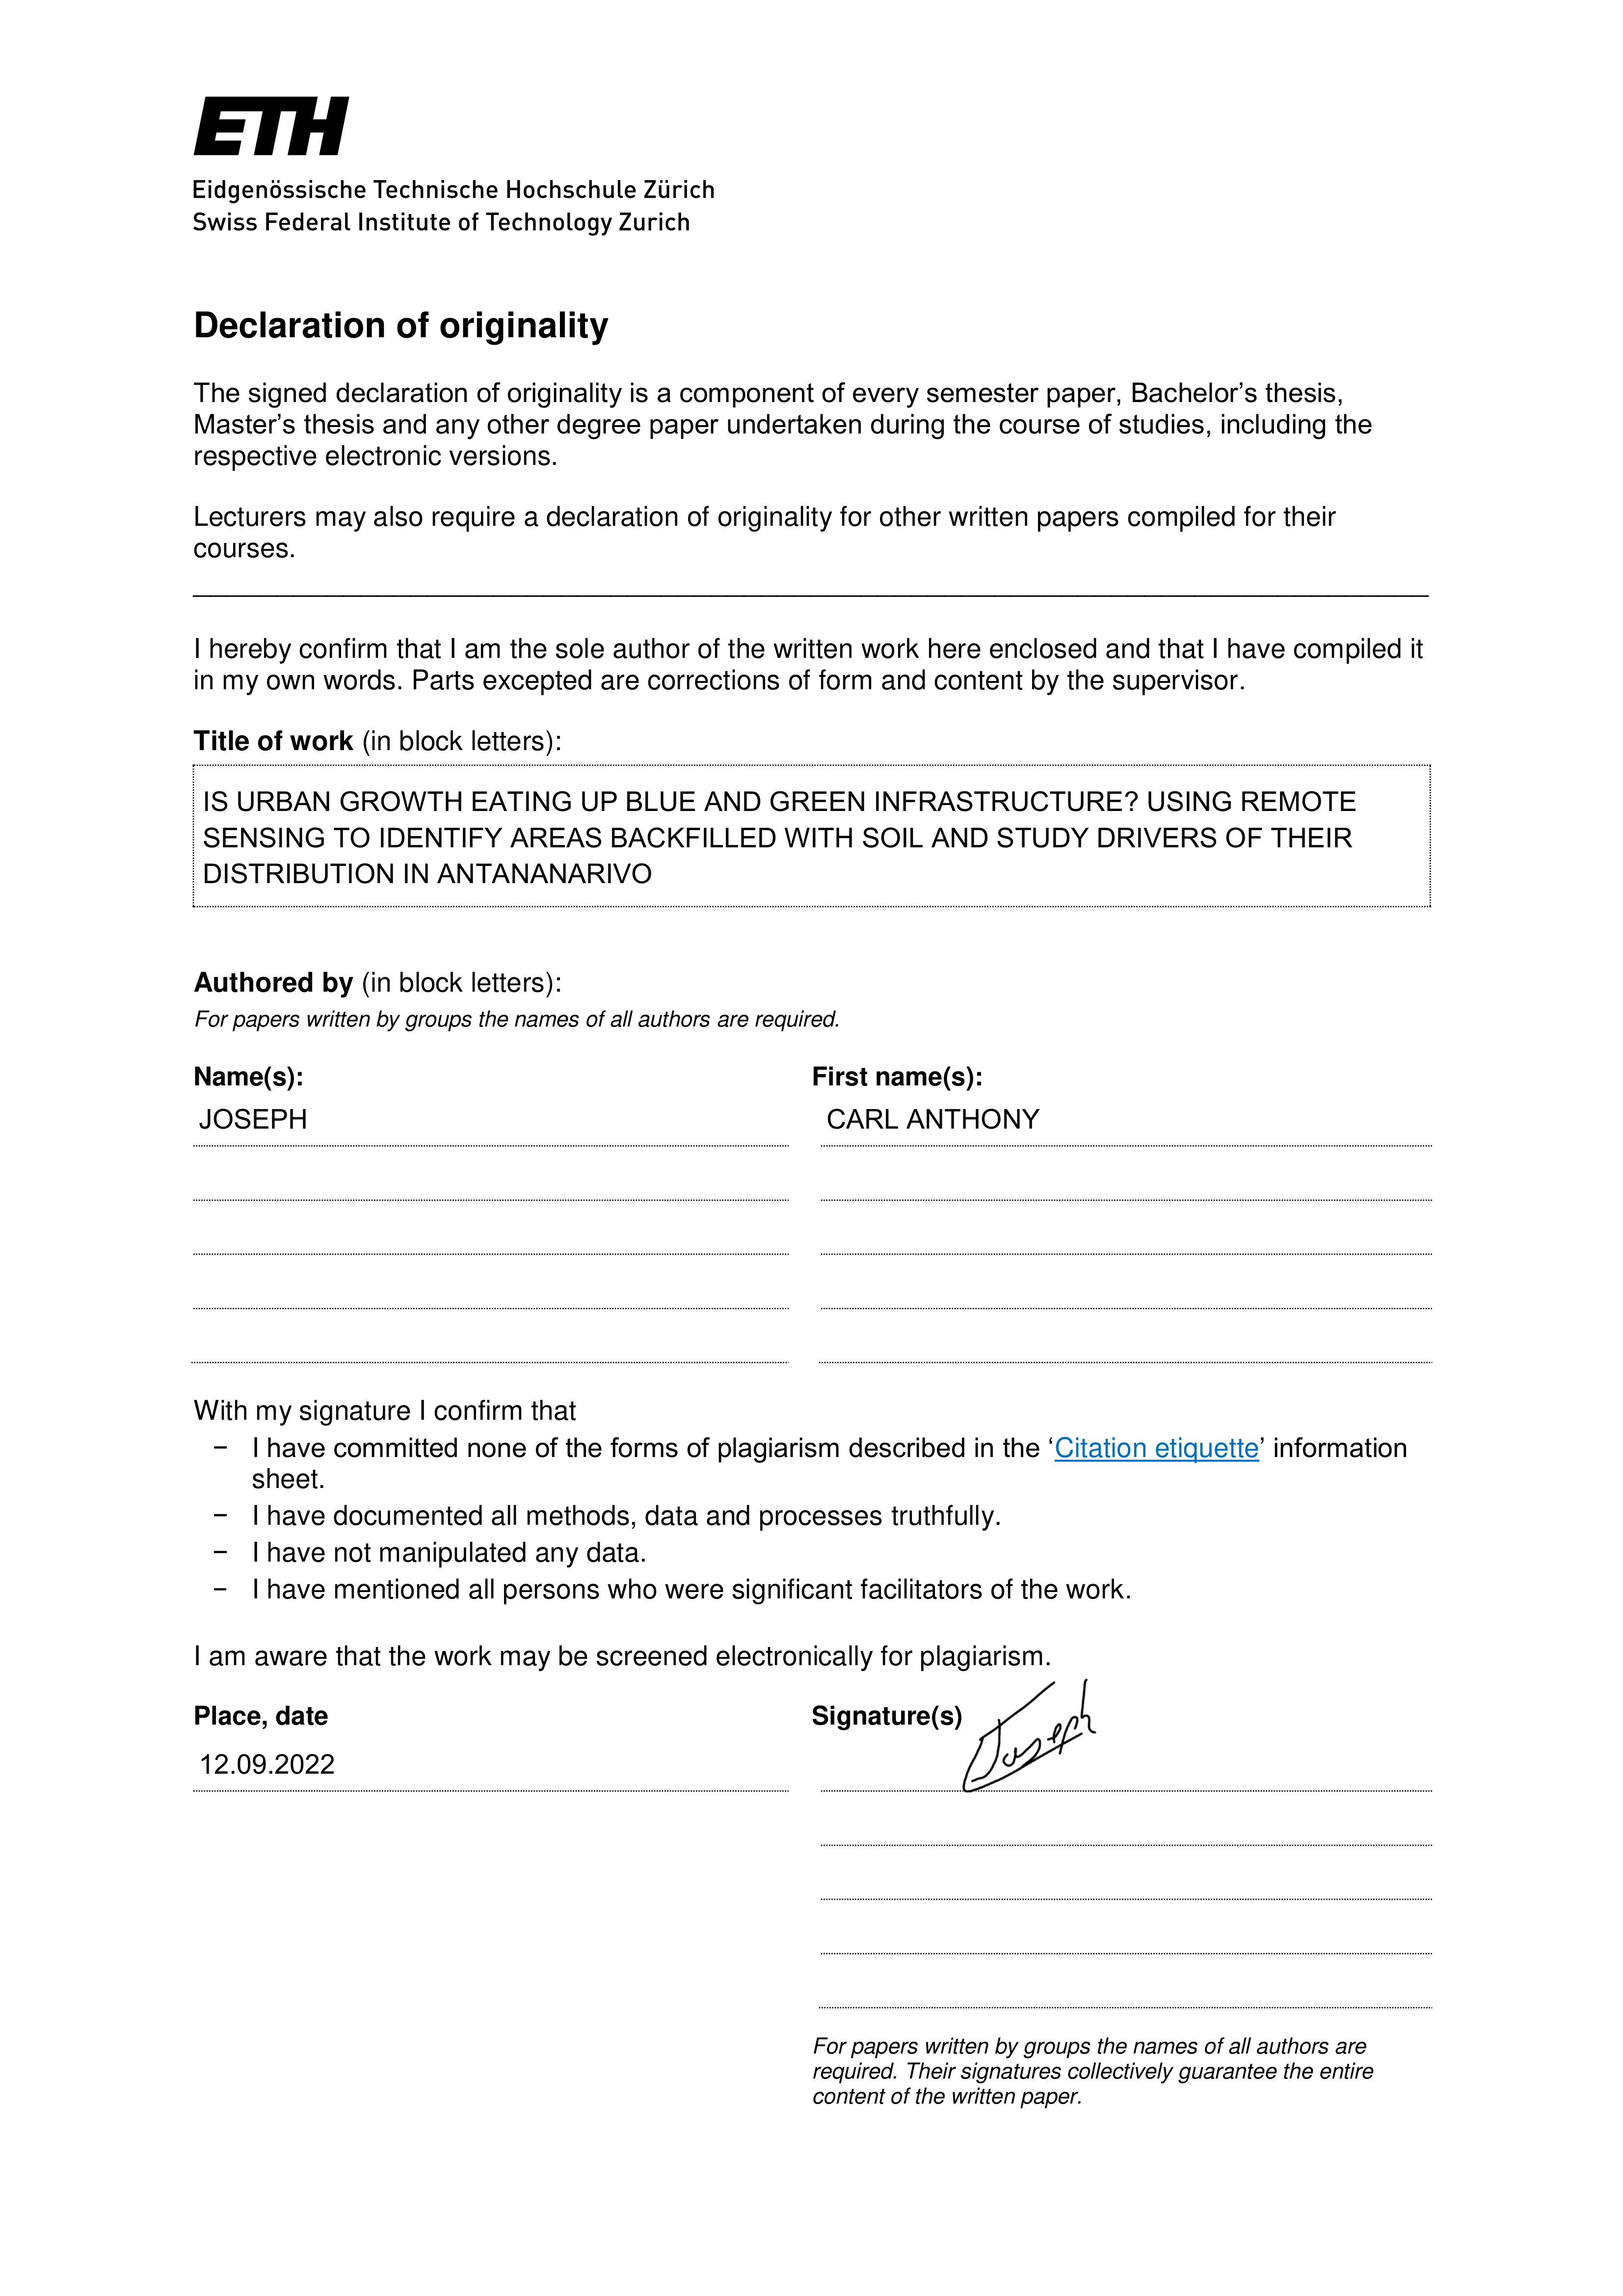 ETH
Eidgenössische Technische Hochschule Zürich
Swiss Federal Institute of Technology Zurich
Declaration of originality
The signed declaration of originality is a component of every semester paper, Bachelor’s thesis,
Master’s thesis and any other degree paper undertaken during the course of studies, including the
respective electronic versions.
Lecturers may also require a declaration of originality for other written papers compiled for their
courses.
I hereby confirm that I am the sole author of the written work here enclosed and that I have compiled it
in my own words. Parts excepted are corrections of form and content by the supervisor.
Title of work (in block letters):
IS URBAN GROWTH EATING UP BLUE AND GREEN INFRASTRUCTURE? USING REMOTE
SENSING TO IDENTIFY AREAS BACKFILLED WITH SOIL AND STUDY DRIVERS OF THEIR
DISTRIBUTION IN ANTANANARIVO
Authored by (in block letters):
For papers written by groups the names of all authors are required.
Name(s): First name(s):
JOSEPH CARL ANTHONY
With my signature I confirm that
− I have committed none of the forms of plagiarism described in the ‘Citation etiquette’ information
sheet.
− I have documented all methods, data and processes truthfully.
− I have not manipulated any data.
− I have mentioned all persons who were significant facilitators of the work.
I am aware that the work may be screened electronically for plagiarism.
Place, date Signature(s)
12.09.2022 Joseph
For papers written by groups the names of all authors are
required. Their signatures collectively guarantee the entire
content of the written paper.